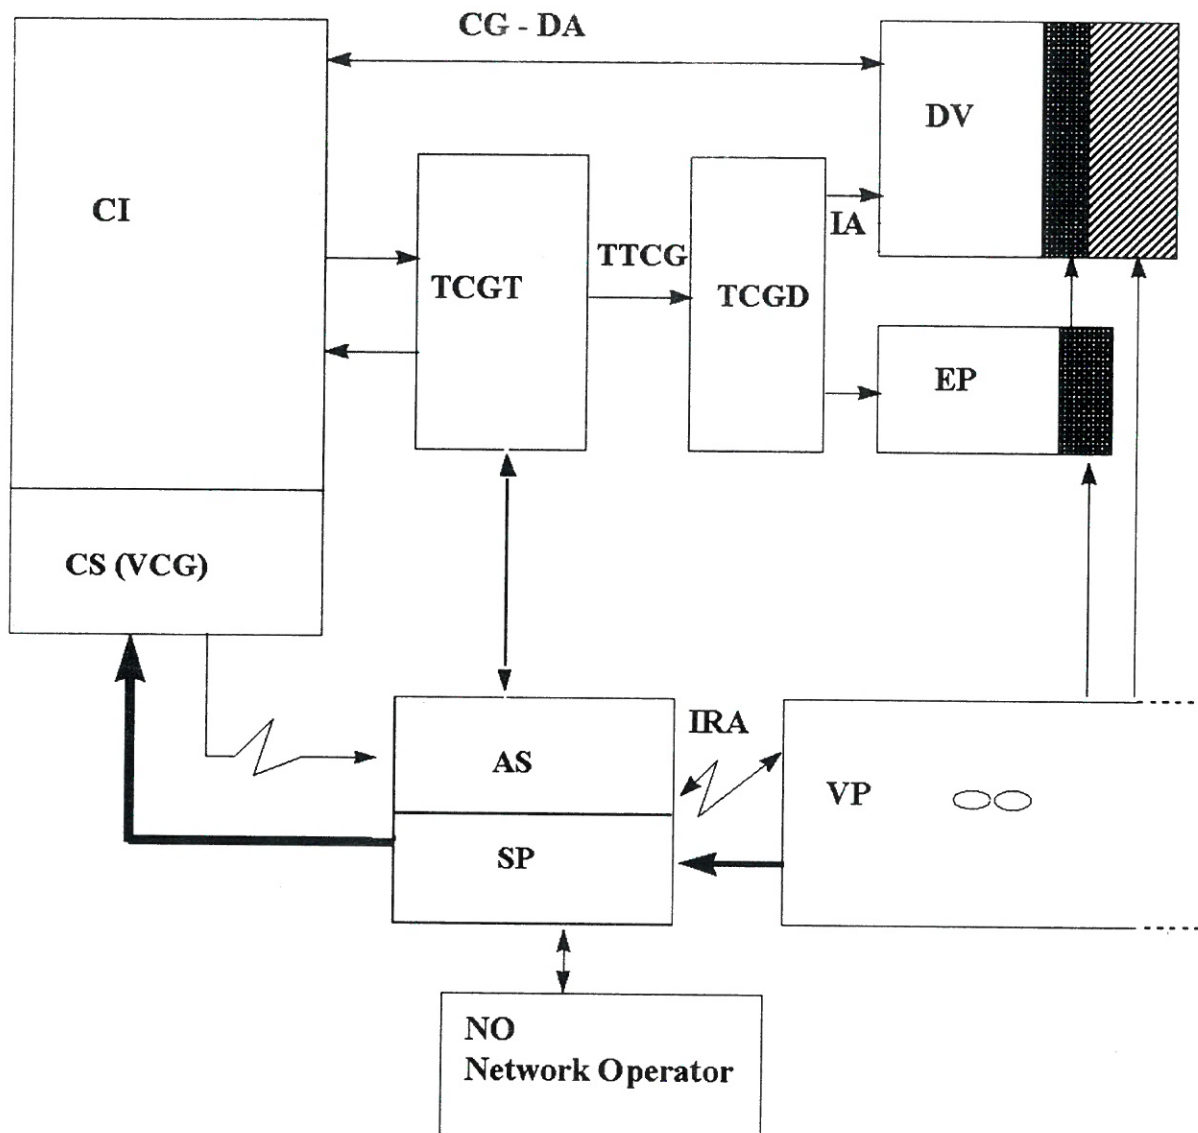 CG - DA
DV
CI
IA
TTCG
TCGT
TCGD
EP
CS (VCG)
IRA
AS
VP
SP
NO
Network Operator